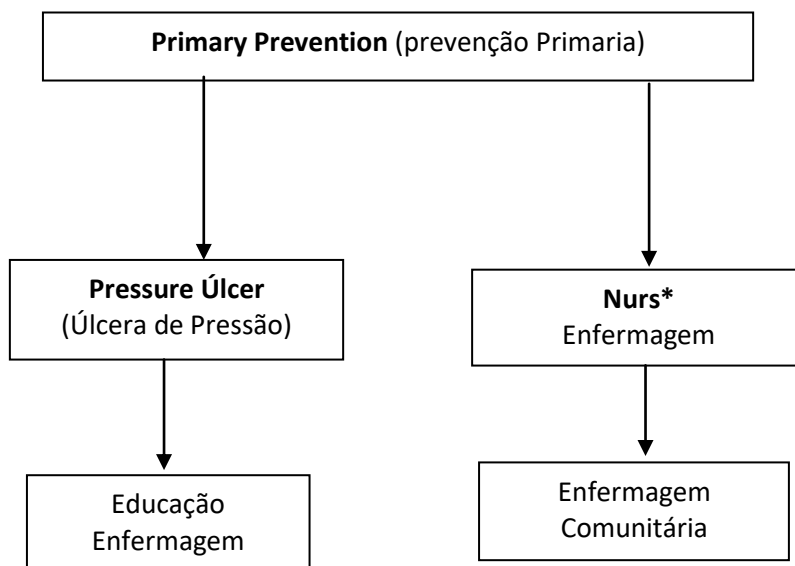 Primary Prevention (prevenção Primaria)
Pressure Úlcer
(Úlcera de Pressão)
Nurs*
Enfermagem
Educação
Enfermagem
Enfermagem
Comunitária